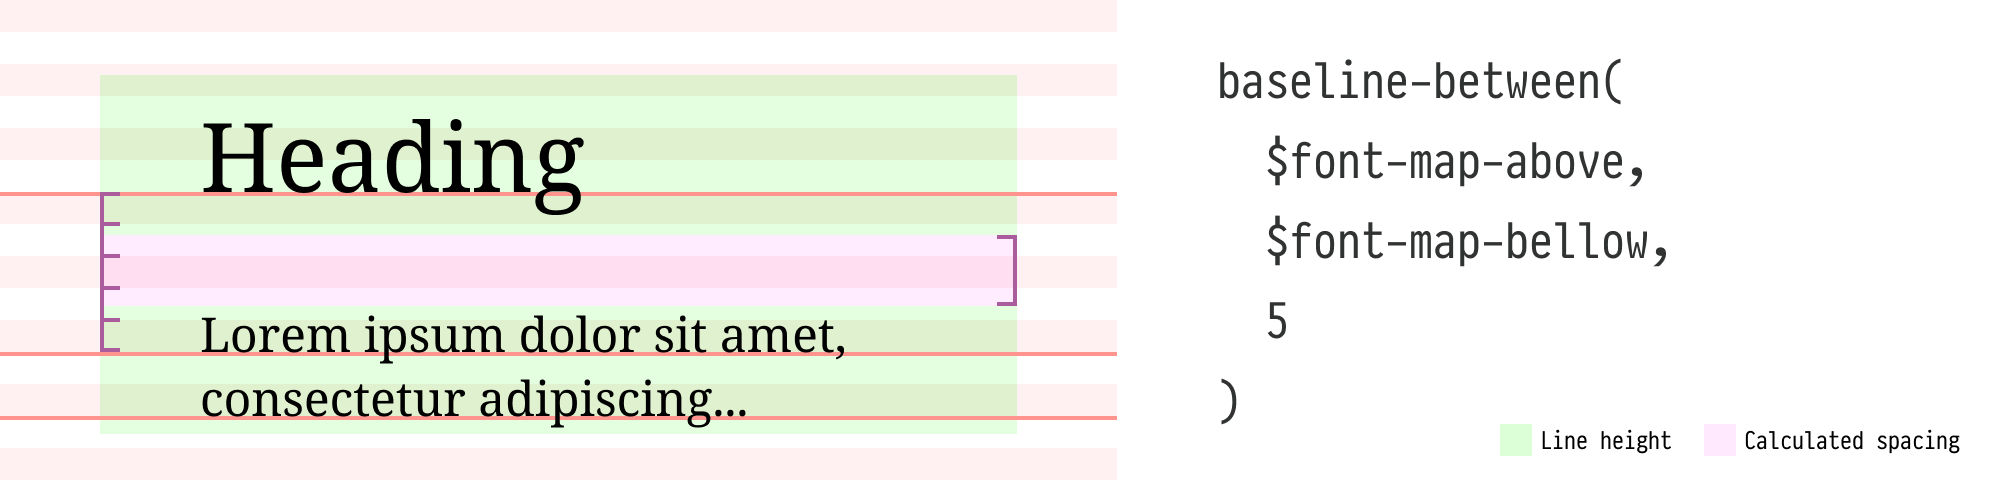 Heading
Lorem ipsum dolor sit amet,
consectetur adipiscing...
baseline-between(
$font-map-above,
$font-map-bellow,
5
)
Line height
Calculated spacing